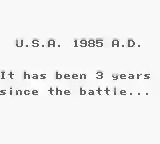 U.S.A. 1985 A.D.
It has been 3 years
since the battle...